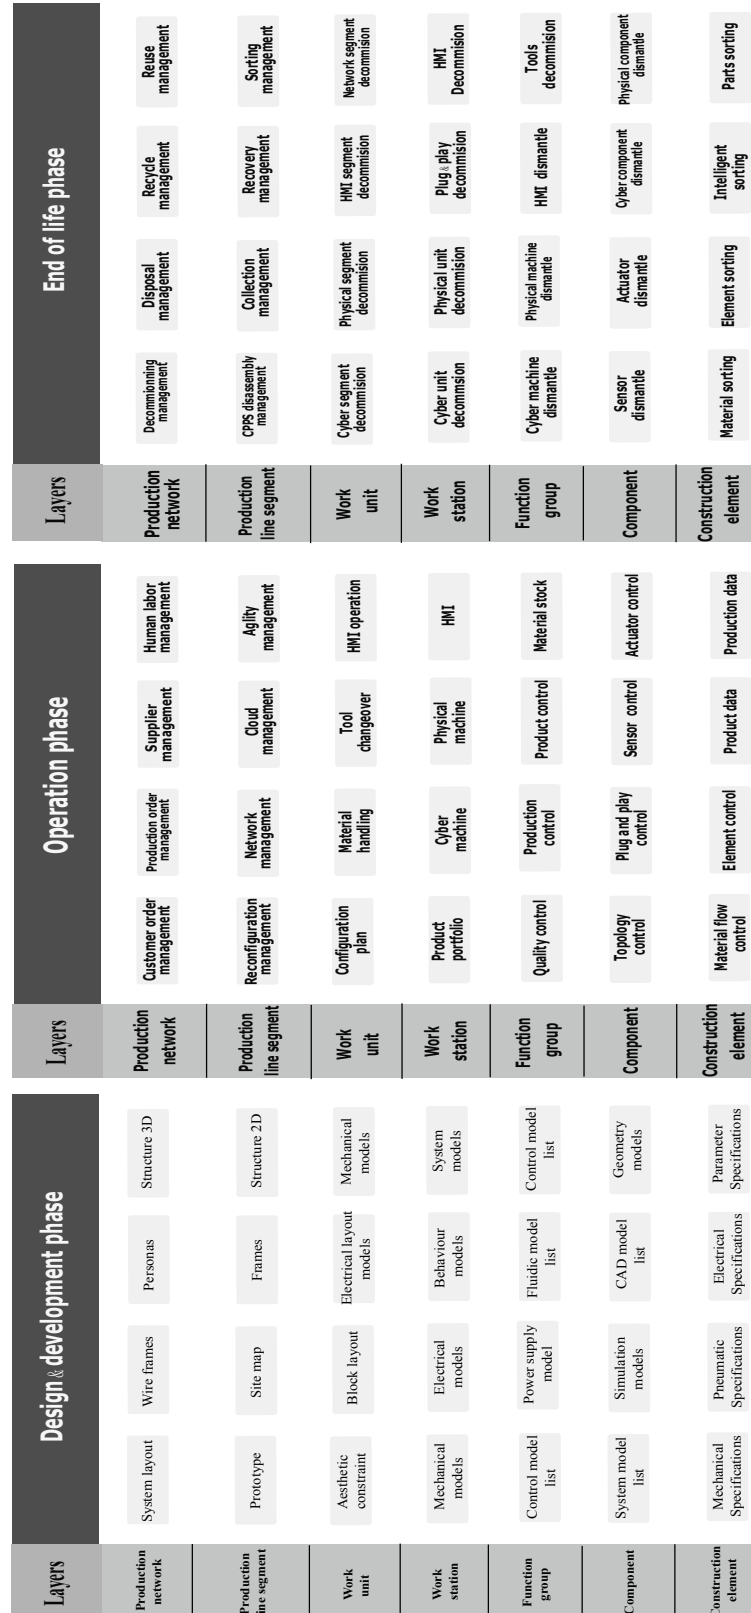 Layers
Design & development phase
Production
network
System layout
Wire frames
Personas
Structure 3D
Production
ine segment
Prototype
Site map
Frames
Structure 2D
Work
unit
Aesthetic
constraint
Block layout
Electrical layout
models
Mechanical
models
Work
station
Mechanical
models
Electrical
models
Behaviour
models
System
models
Function
group
Control model
list
Power supply
model
Fluidic model
list
Control model
list
Component
System model
list
Simulation
models
CAD model
list
Geometry
models
Construction
element
Mechanical
Specifications
Pneumatic
Specifications
Electrical
Specifications
Parameter
Specifications
Layers
Operation phase
Production
network
Customer order
management
Production order
management
Supplier
management
Human labor
management
Production
line segment
Reconfiguration
management
Network
management
Cloud
management
Aglity
management
Work
unit
Configuration
plan
Material
handling
Tool
changeover
HMI operation
Work
station
Product
portfolio
Cyber
machine
Physical
machine
HMI
Function
group
Quality control
Production
control
Product control
Material stock
Component
Topology
control
Plug and play
control
Sensor control
Actuator control
Construction
element
Material flow
control
Element control
Product data
Production data
Layers
End of life phase
Production
network
Decommionning
management
Disposal
management
Recycle
management
Reuse
management
Production
line segment
CPPS disassembly
management
Collection
management
Recovery
management
Sorting
management
Work
unit
Cyber segment
decommision
Physical segment
decommision
HMI segment
decommision
Network segment
decommision
Work
station
Cyber unit
decommsion
Physical unit
decommision
Plug & play
decommision
HMI
Decommision
Function
group
Cyber machine
dismantle
Physical machine
dismantle
HMI dismantle
Tools
decommision
Component
Sensor
dismantle
Actuator
dismantle
Cyber component
dismantle
Physical component
dismantle
Construction
element
Material sorting
Element sorting
Intelligent
sorting
Parts sorting